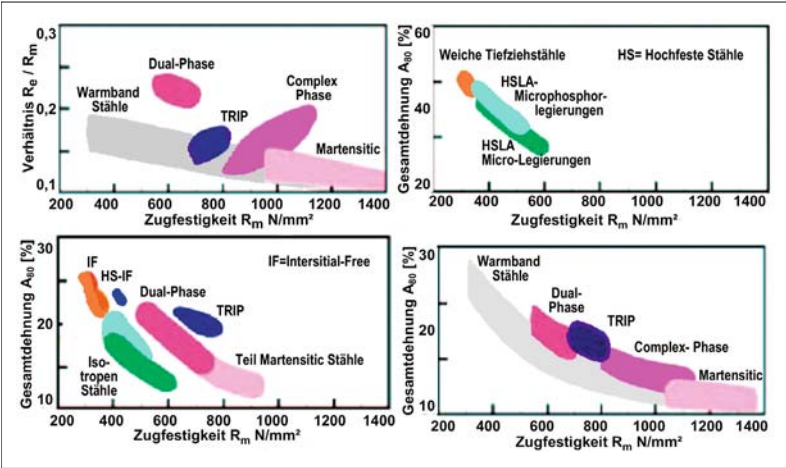 Verhältnis Re / Rm
0,2
0,2
0,1
Dual-Phase
Warmband
Stähle
TRIP
Complex
Phase
Martensitic
200 400 600 800 1000 1200 1400
Zugfestigkeit Rm N/mm²
Gesamtdehnung A80 [%]
60
40
20
Weiche Tiefziehstähle
HS= Hochfeste Stähle
HSLA-
Microphosphor-
legierungen
HSLA
Micro-Legierungen
200 400 600 800 1000 1200 1400
Zugfestigkeit Rm N/mm²
Gesamtdehnung A80 [%]
30
20
10
IF
HS-IF
IF=Intersitial-Free
Dual-Phase
TRIP
Iso-
tropen
Stähle
Teil Martensitic Stähle
200 400 600 800 1000 1200 1400
Zugfestigkeit Rm N/mm²
Gesamtdehnung A80 [%]
30
20
10
Warmband
Stähle
Dual-
Phase
TRIP
Complex- Phase
Martensitic
200 400 600 800 1000 1200 1400
Zugfestigkeit Rm N/mm²